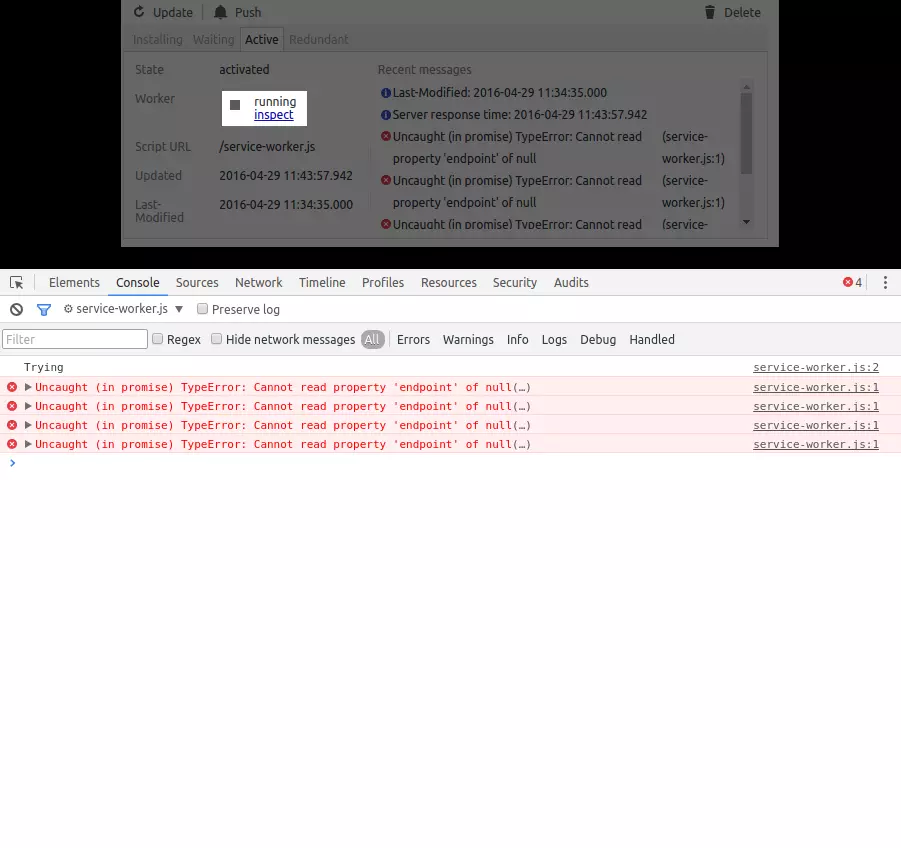 Update Push Delete
Installing Waiting Active Redundant
State activated
Worker running
inspect
Script URL /service-worker.js
Updated 2016-04-29 11:43:57.942
Last- 2016-04-29 11:34:35.000
Modified
Recent messages
Last-Modified: 2016-04-29 11:34:35.000
Server response time: 2016-04-29 11:43:57.942
Uncaught (in promise) TypeError: Cannot read (service-
property 'endpoint' of null worker.js:1)
Uncaught (in promise) TypeError: Cannot read (service-
property 'endpoint' of null worker.js:1)
Uncaught (in promise) TypeError: Cannot read (service-
Elements Console Sources Network Timeline Profiles Resources Security Audits 4
service-worker.js ▼ Preserve log
Filter Regex Hide network messages All Errors Warnings Info Logs Debug Handled
Trying service-worker.js:2
Uncaught (in promise) TypeError: Cannot read property 'endpoint' of null(…) service-worker.js:1
Uncaught (in promise) TypeError: Cannot read property 'endpoint' of null(…) service-worker.js:1
Uncaught (in promise) TypeError: Cannot read property 'endpoint' of null(…) service-worker.js:1
Uncaught (in promise) TypeError: Cannot read property 'endpoint' of null(…) service-worker.js:1